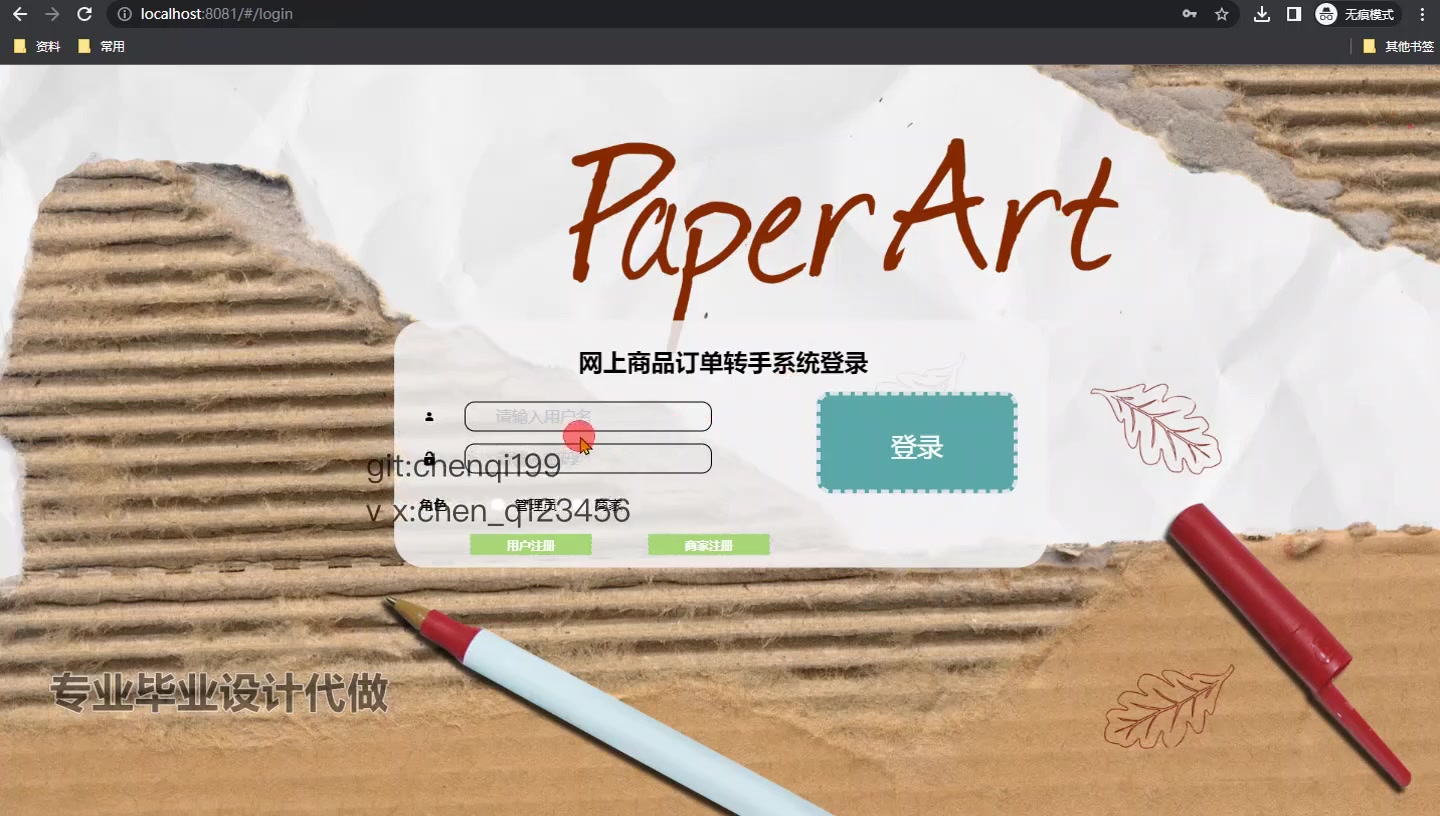 localhost:8081/#/login
无痕模式
资料
常用
其他书签
Paper Art
网上商品订单转手系统登录
请输入用户名
登录
git:chenqi199
角色
管理员
商家
v x:chen_qi23456
用户注册
商家注册
专业毕业设计代做